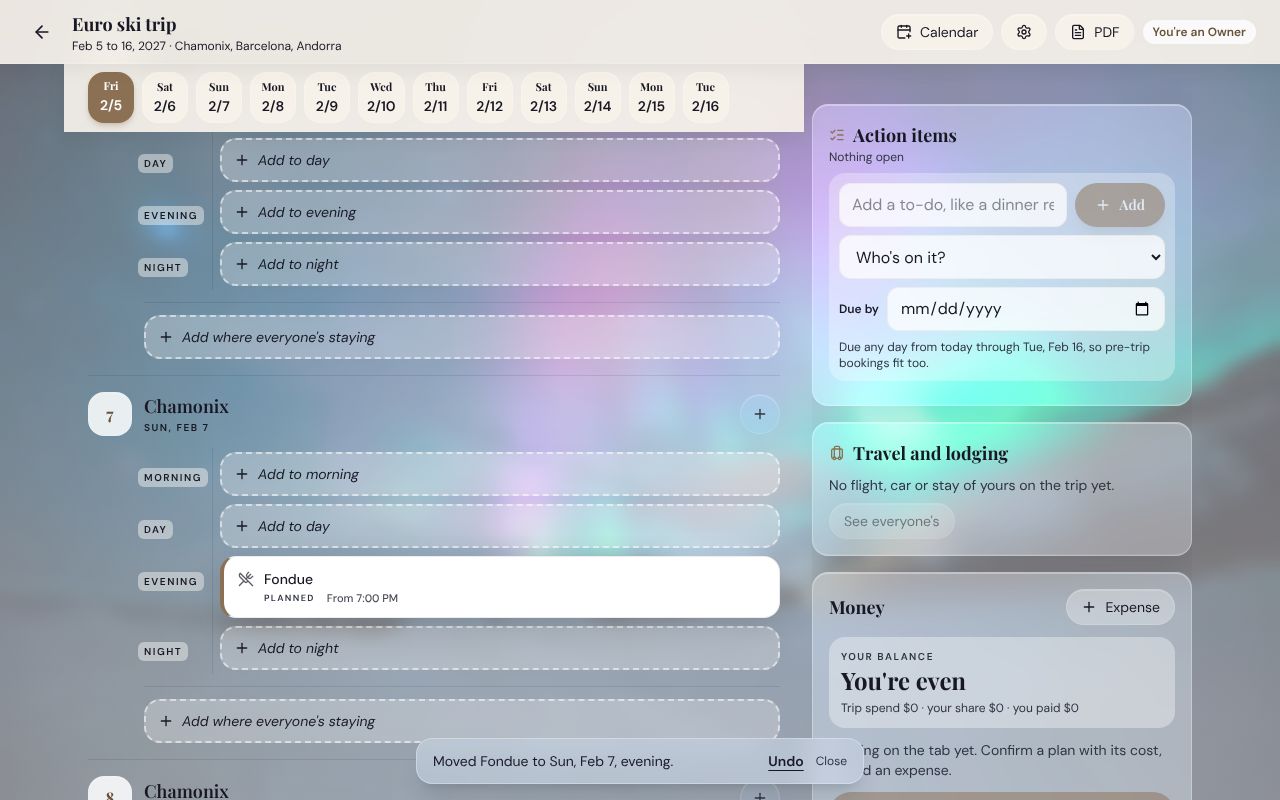 Euro ski trip
Feb 5 to 16, 2027 · Chamonix, Barcelona, Andorra
Calendar
PDF
You're an Owner
Fri 2/5
Sat 2/6
Sun 2/7
Mon 2/8
Tue 2/9
Wed 2/10
Thu 2/11
Fri 2/12
Sat 2/13
Sun 2/14
Mon 2/15
Tue 2/16
DAY
+ Add to day
EVENING
+ Add to evening
NIGHT
+ Add to night
+ Add where everyone's staying
7
Chamonix
SUN, FEB 7
+
MORNING
+ Add to morning
DAY
+ Add to day
EVENING
Fondue
PLANNED From 7:00 PM
NIGHT
+ Add to night
+ Add where everyone's staying
8
Chamonix
+
Moved Fondue to Sun, Feb 7, evening.
Undo
Close
Action items
Nothing open
Add a to-do, like a dinner re
+ Add
Who's on it?
Due by
mm/dd/yyyy
Due any day from today through Tue, Feb 16, so pre-trip
bookings fit too.
Travel and lodging
No flight, car or stay of yours on the trip yet.
See everyone's
Money
+ Expense
YOUR BALANCE
You're even
Trip spend $0 · your share $0 · you paid $0
on the tab yet. Confirm a plan with its cost,
an expense.